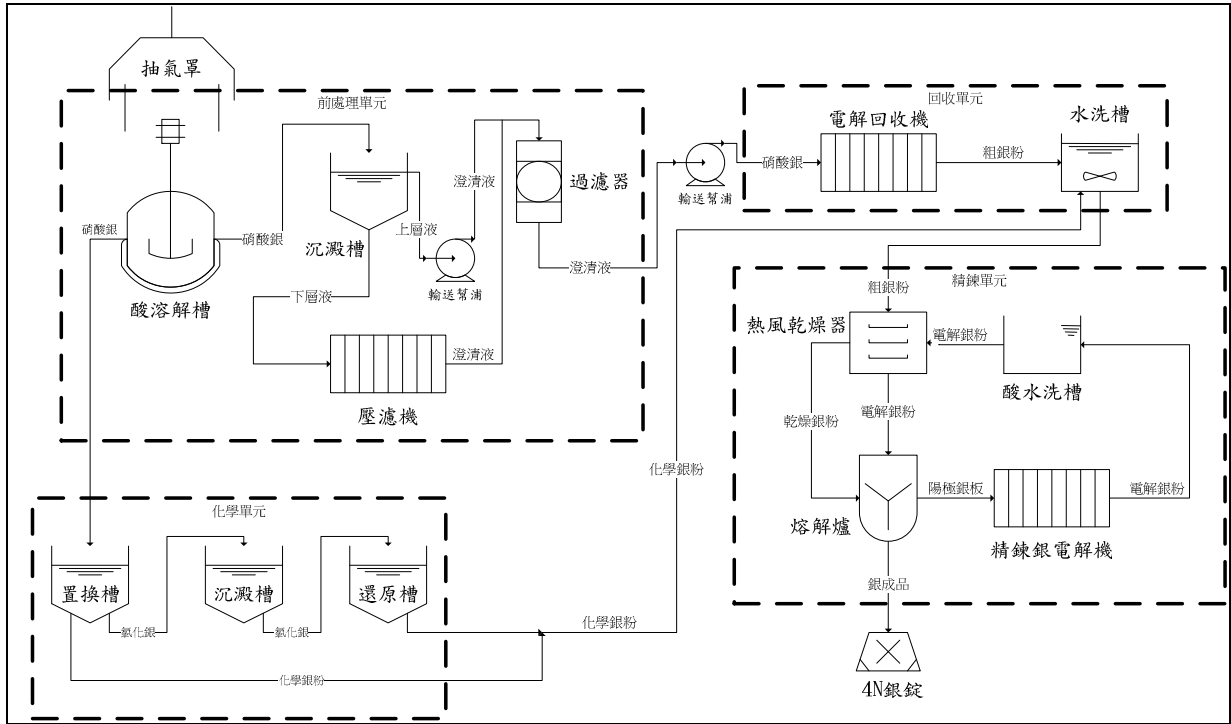 抽氣罩
前處理單元
硝酸銀
硝酸銀
酸溶解槽
沉澱槽
上層液
下層液
輸送幫浦
澄清液
過濾器
壓濾機
澄清液
澄清液
輸送幫浦
回收單元
硝酸銀
電解回收機
粗銀粉
水洗槽
精鍊單元
粗銀粉
熱風乾燥器
電解銀粉
酸水洗槽
乾燥銀粉
電解銀粉
熔解爐
陽極銀板
精鍊銀電解機
電解銀粉
銀成品
4N銀錠
化學單元
置換槽
氯化銀
沉澱槽
氯化銀
還原槽
化學銀粉
化學銀粉
化學銀粉